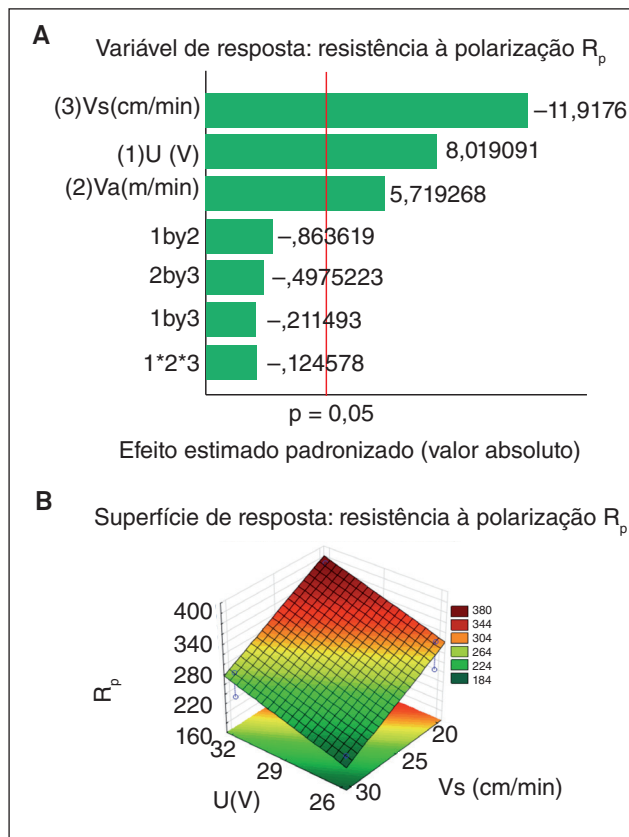 A
Variável de resposta: resistência à polarização Rp
(3)Vs(cm/min)
–11,9176
(1)U (V)
8,019091
(2)Va(m/min)
5,719268
1by2
–,863619
2by3
–,4975223
1by3
–,211493
1*2*3
–,124578
p = 0,05
Efeito estimado padronizado (valor absoluto)
B
Superfície de resposta: resistência à polarização Rp
400
340
280
220
160
Rp
32
29
26
U(V)
30
25
20
Vs (cm/min)
380
344
304
264
224
184